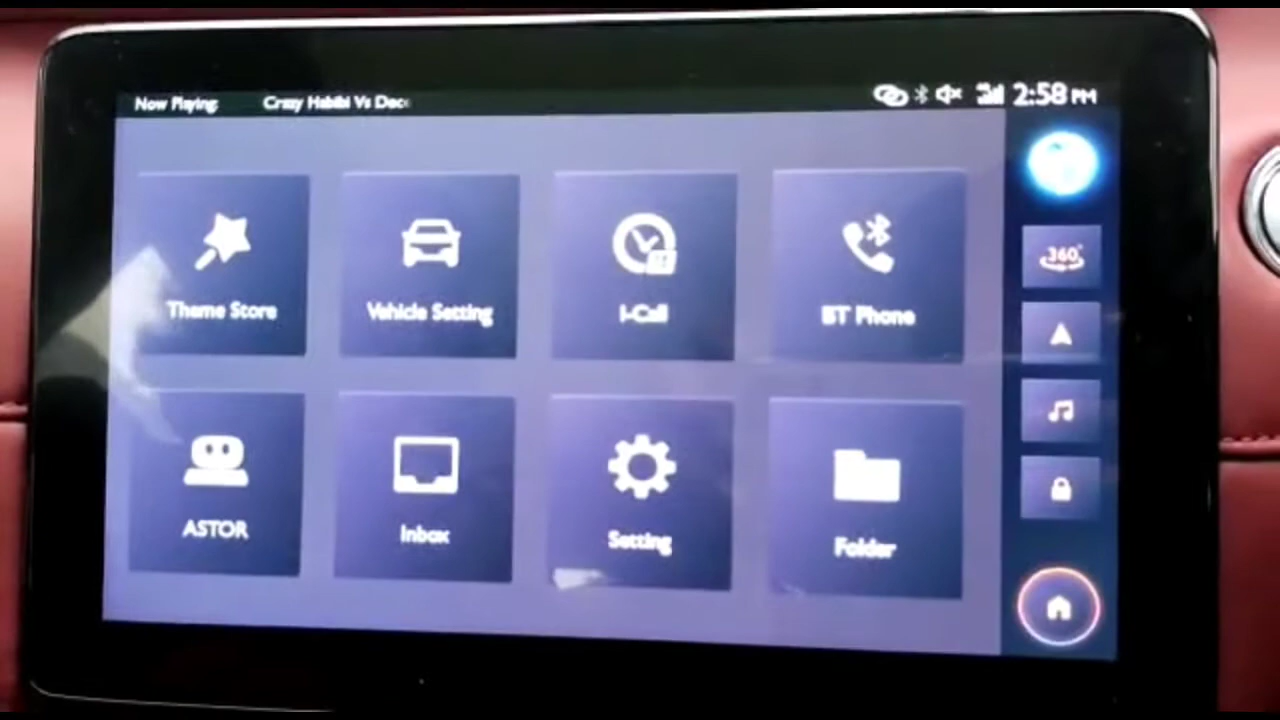 Now Playing: Crazy Habibi Vs Dec
2:58 PM
Theme Store
Vehicle Setting
I-Call
BT Phone
360°
ASTOR
Inbox
Setting
Folder